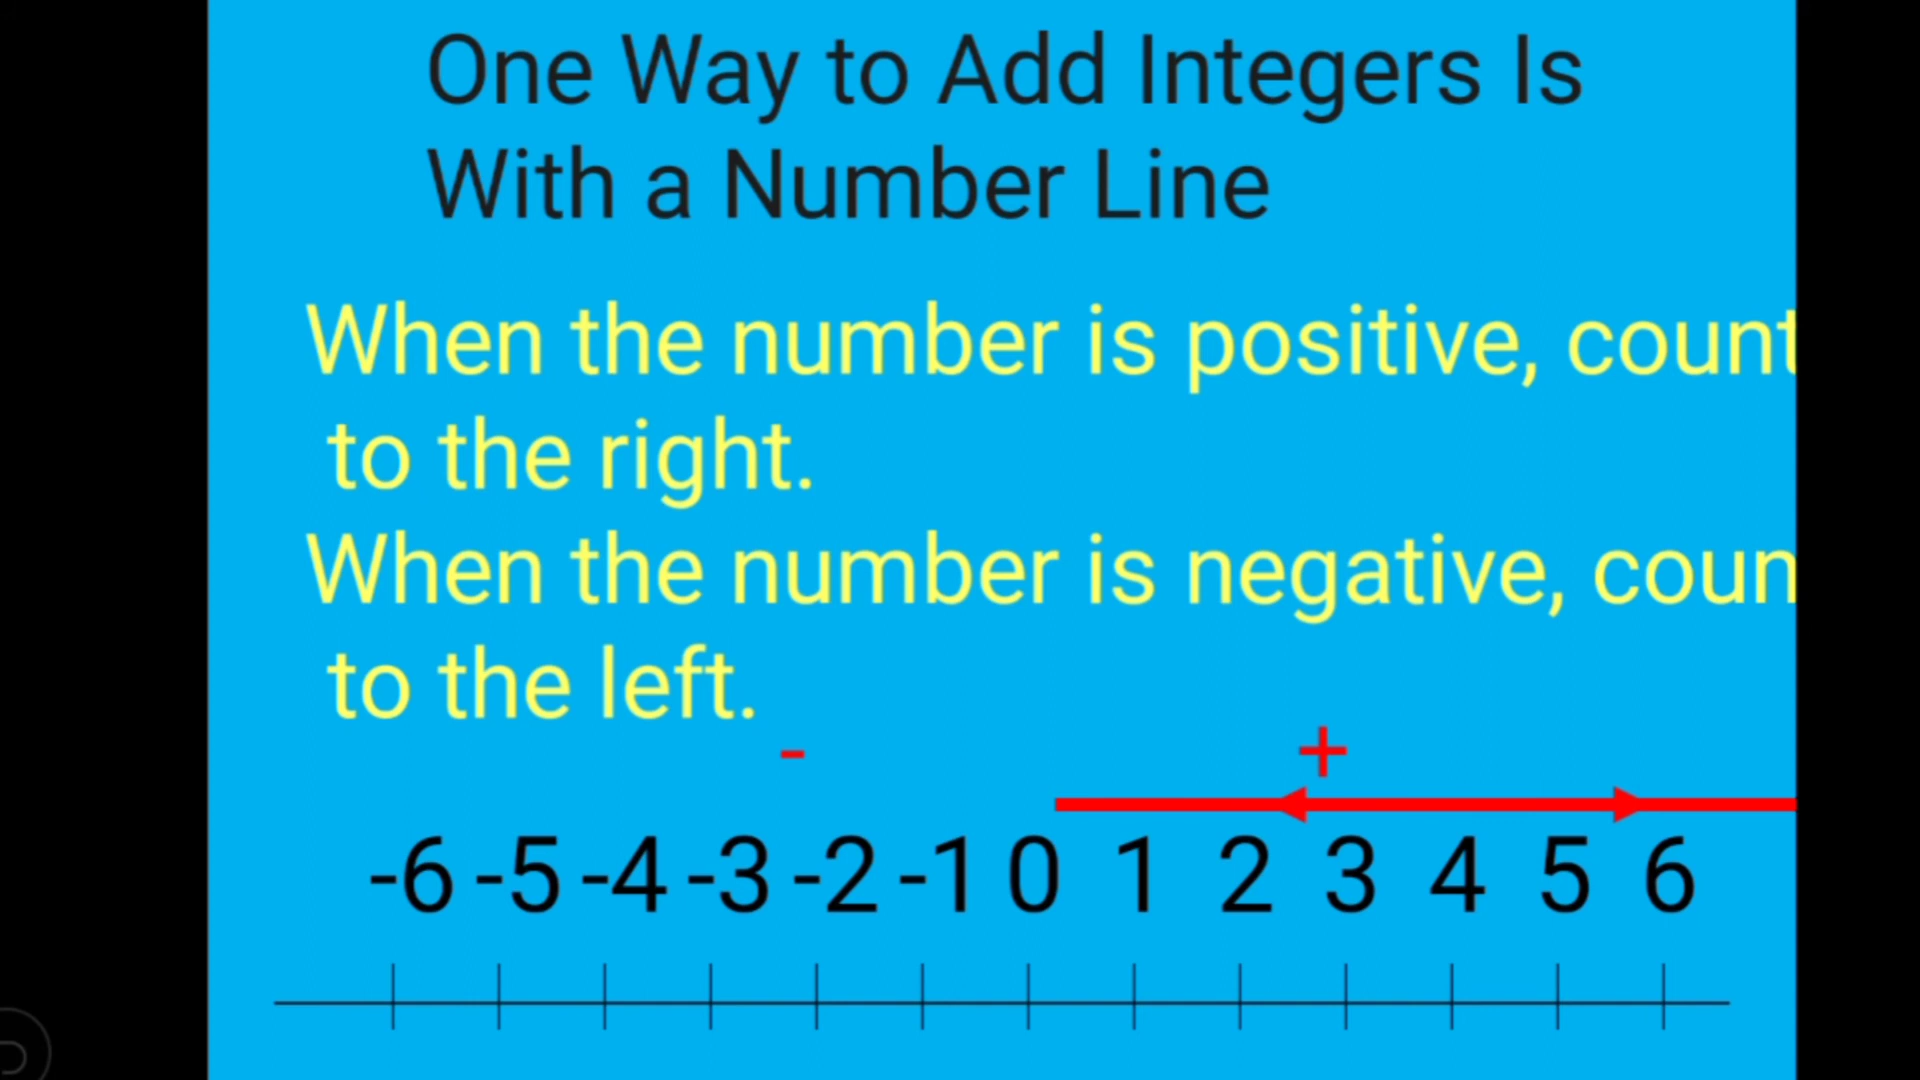 One Way to Add Integers Is
With a Number Line
When the number is positive, count
to the right.
When the number is negative, coun
to the left.
- +
-6 -5 -4 -3 -2 -1 0 1 2 3 4 5 6